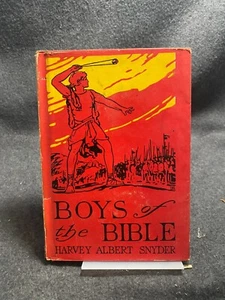 BOYS of
the BIBLE
HARVEY ALBERT SNYDER